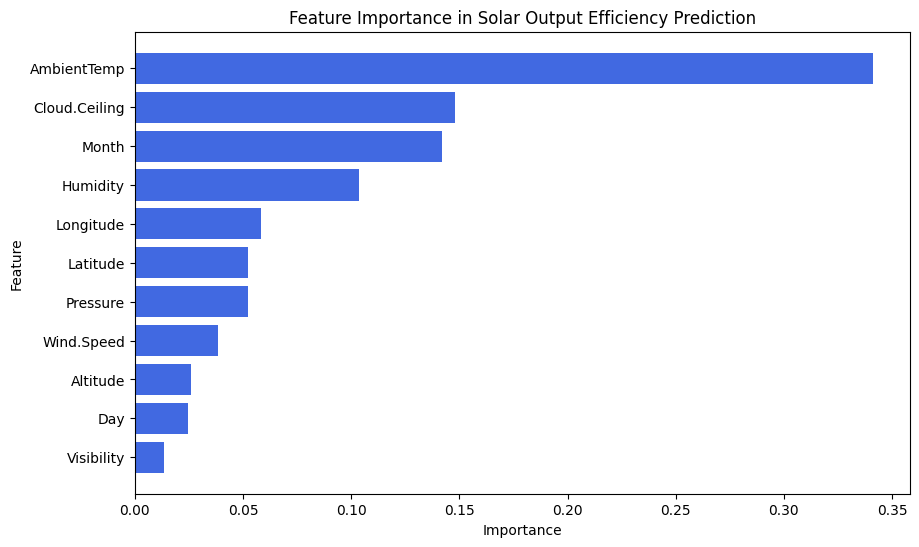 Feature Importance in Solar Output Efficiency Prediction
AmbientTemp
Cloud.Ceiling
Month
Humidity
Longitude
Latitude
Pressure
Wind.Speed
Altitude
Day
Visibility
Feature
0.00 0.05 0.10 0.15 0.20 0.25 0.30 0.35
Importance